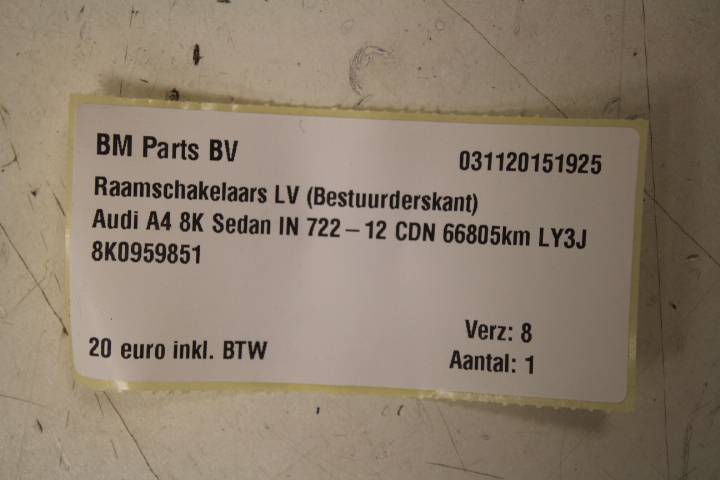 BM Parts BV 031120151925
Raamschakelaars LV (Bestuurderskant)
Audi A4 8K Sedan IN 722 – 12 CDN 66805km LY3J
8K0959851
Verz: 8
20 euro inkl. BTW Aantal: 1